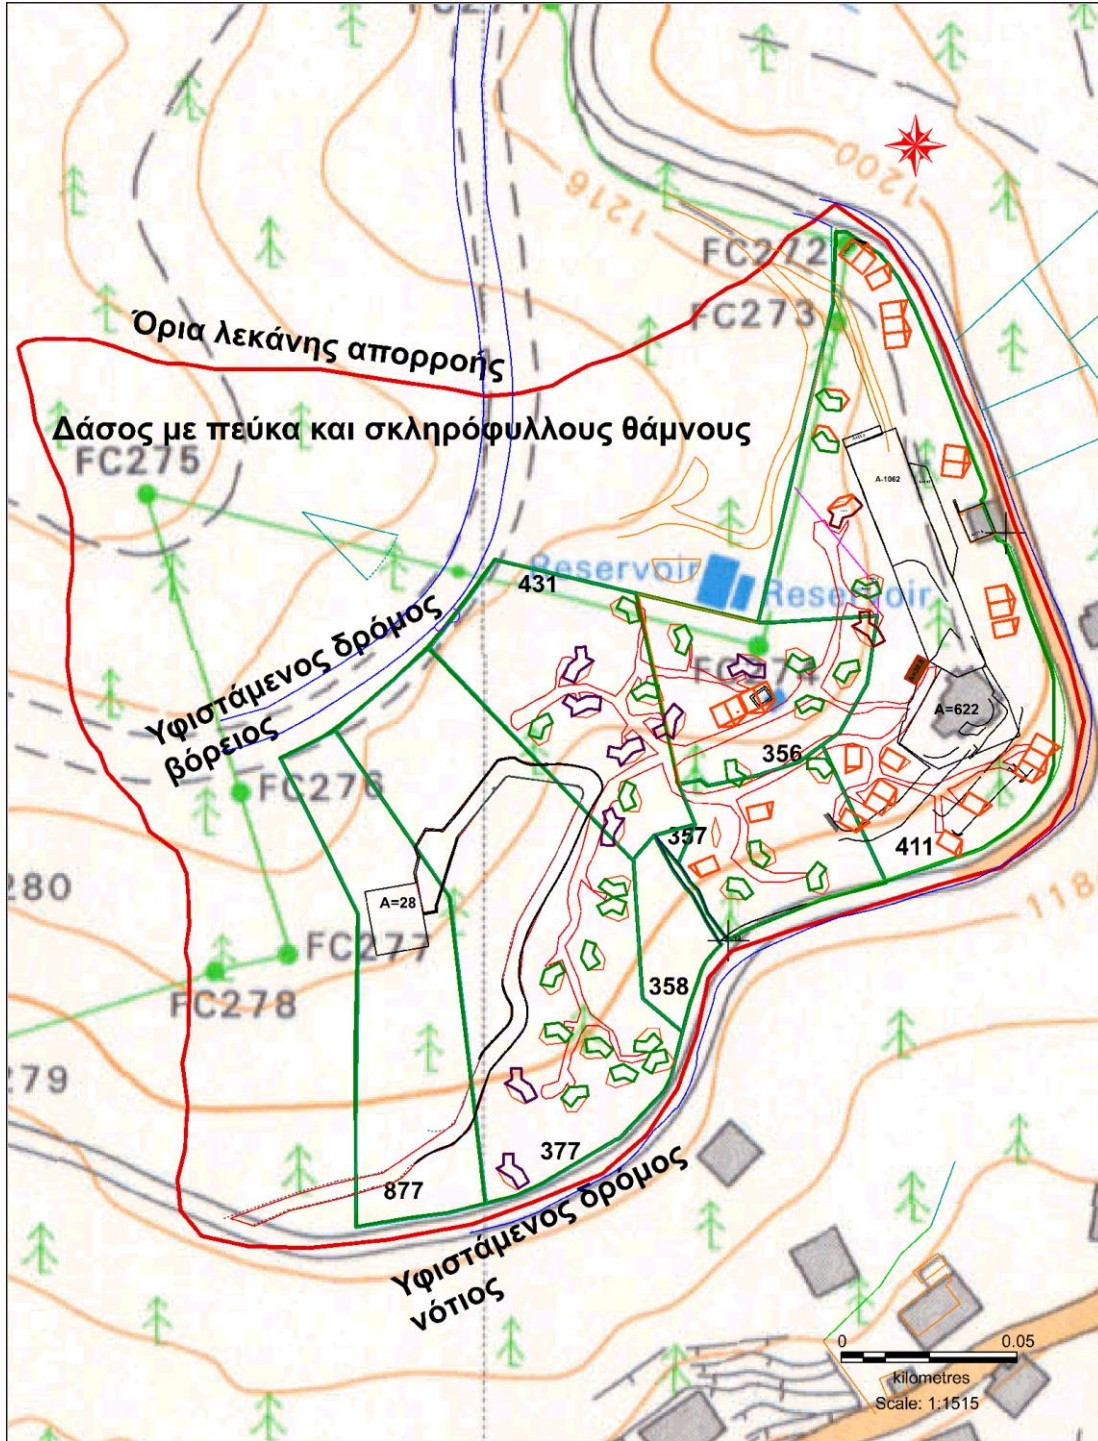 1200
1216
FC272
FC273
Όρια λεκάνης απορροής
Δάσος με πεύκα και σκληρόφυλλους θάμνους
FC275
A-1062
Reservoir
Reservoir
431
FC274
Υφιστάμενος δρόμος
βόρειος
A=622
356
FC276
357
411
280
A=28
118
FC277
358
FC278
279
377
877
Υφιστάμενος δρόμος
νότιος
0 0.05
kilometres
Scale: 1:1515